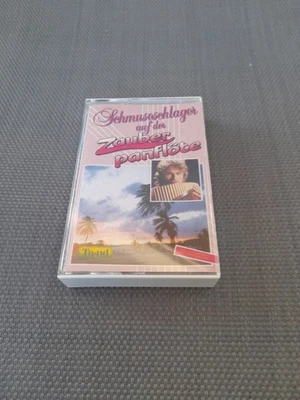 Schmuseschlager
auf der
Zauber
panflöte